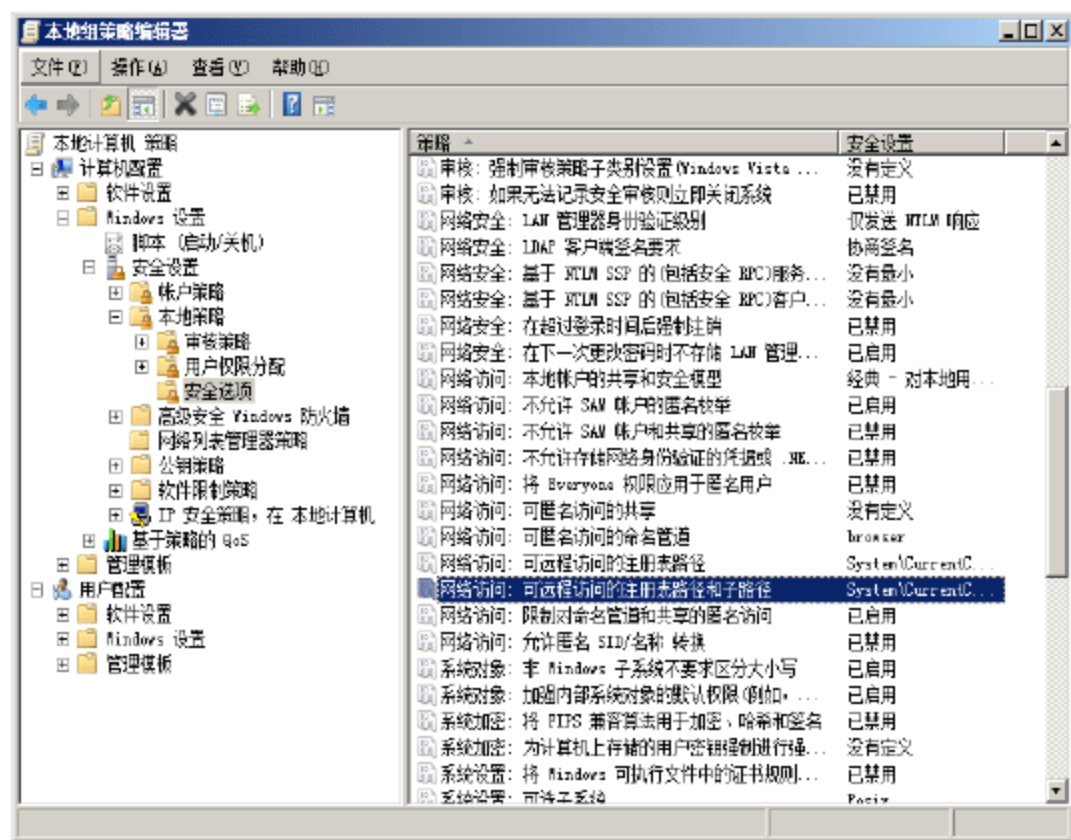 本地组策略编辑器
文件(F) 操作(A) 查看(V) 帮助(H)
本地计算机 策略
计算机配置
软件设置
Windows 设置
脚本 (启动/关机)
安全设置
帐户策略
本地策略
审核策略
用户权限分配
安全选项
高级安全 Windows 防火墙
网络列表管理器策略
公钥策略
软件限制策略
IP 安全策略，在 本地计算机
基于策略的 QoS
管理模板
用户配置
软件设置
Windows 设置
管理模板
策略 安全设置
审核: 强制审核策略子类别设置(Windows Vista ... 没有定义
审核: 如果无法记录安全审核则立即关闭系统 已禁用
网络安全: LAN 管理器身份验证级别 仅发送 NTLM 响应
网络安全: LDAP 客户端签名要求 协商签名
网络安全: 基于 NTLM SSP 的(包括安全 RPC)服务... 没有最小
网络安全: 基于 NTLM SSP 的(包括安全 RPC)客户... 没有最小
网络安全: 在超过登录时间后强制注销 已禁用
网络安全: 在下一次更改密码时不存储 LAN 管理... 已启用
网络访问: 本地帐户的共享和安全模型 经典 - 对本地用...
网络访问: 不允许 SAM 帐户的匿名枚举 已启用
网络访问: 不允许 SAM 帐户和共享的匿名枚举 已禁用
网络访问: 不允许存储网络身份验证的凭据或 .NE... 已禁用
网络访问: 将 Everyone 权限应用于匿名用户 已禁用
网络访问: 可匿名访问的共享 没有定义
网络访问: 可匿名访问的命名管道 browser
网络访问: 可远程访问的注册表路径 System\CurrentC...
网络访问: 可远程访问的注册表路径和子路径 System\CurrentC...
网络访问: 限制对命名管道和共享的匿名访问 已启用
网络访问: 允许匿名 SID/名称 转换 已禁用
系统对象: 非 Windows 子系统不要求区分大小写 已启用
系统对象: 加强内部系统对象的默认权限(例如，... 已启用
系统加密: 将 FIPS 兼容算法用于加密、哈希和签名 已禁用
系统加密: 为计算机上存储的用户密钥强制进行强... 没有定义
系统设置: 将 Windows 可执行文件中的证书规则... 已禁用
系统设置: 可选子系统 Posix